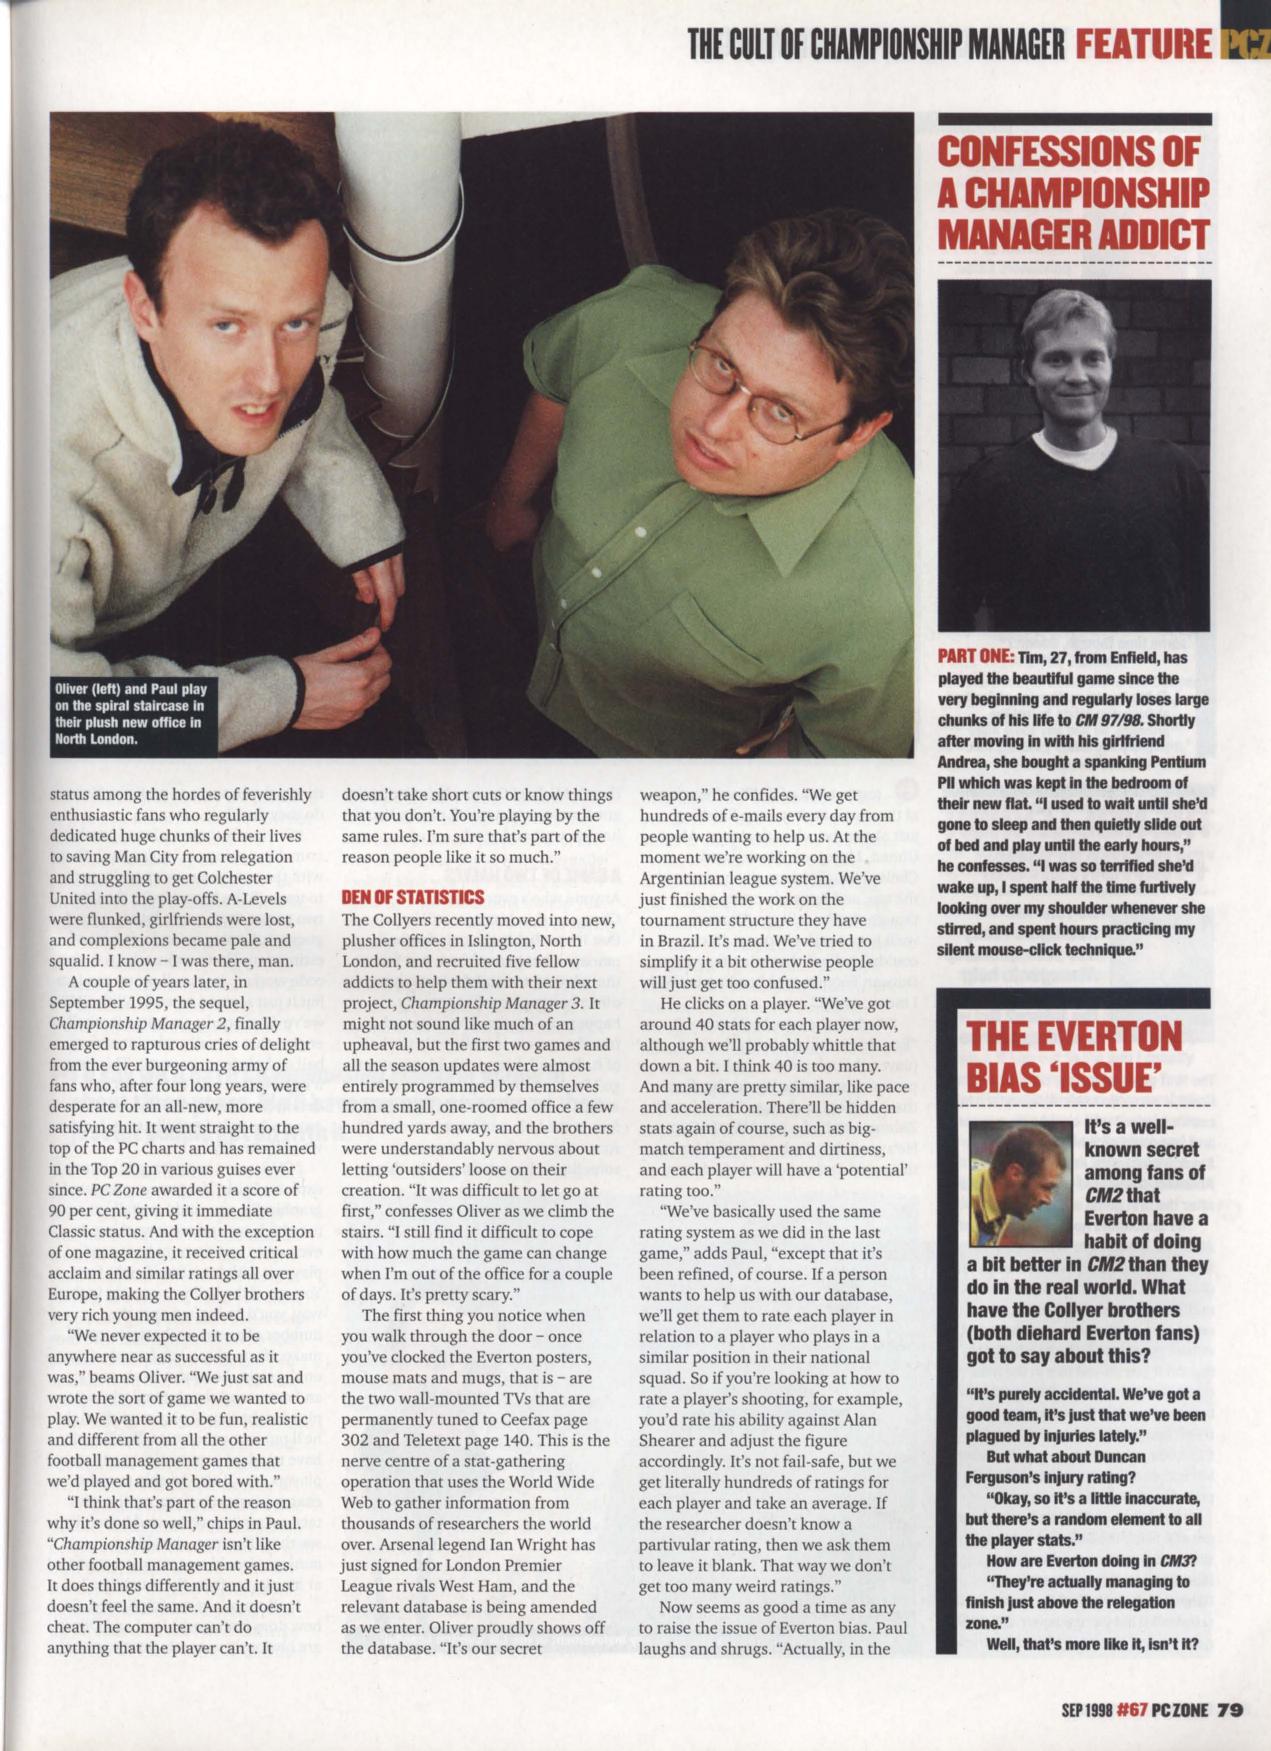 THE CULT OF CHAMPIONSHIP MANAGER FEATURE PCZ
Oliver (left) and Paul play
on the spiral staircase in
their plush new office in
North London.
status among the hordes of feverishly
enthusiastic fans who regularly
dedicated huge chunks of their lives
to saving Man City from relegation
and struggling to get Colchester
United into the play-offs. A-Levels
were flunked, girlfriends were lost,
and complexions became pale and
squalid. I know – I was there, man.
A couple of years later, in
September 1995, the sequel,
Championship Manager 2, finally
emerged to rapturous cries of delight
from the ever burgeoning army of
fans who, after four long years, were
desperate for an all-new, more
satisfying hit. It went straight to the
top of the PC charts and has remained
in the Top 20 in various guises ever
since. PC Zone awarded it a score of
90 per cent, giving it immediate
Classic status. And with the exception
of one magazine, it received critical
acclaim and similar ratings all over
Europe, making the Collyer brothers
very rich young men indeed.
“We never expected it to be
anywhere near as successful as it
was,” beams Oliver. “We just sat and
wrote the sort of game we wanted to
play. We wanted it to be fun, realistic
and different from all the other
football management games that
we’d played and got bored with.”
“I think that’s part of the reason
why it’s done so well,” chips in Paul.
“Championship Manager isn’t like
other football management games.
It does things differently and it just
doesn’t feel the same. And it doesn’t
cheat. The computer can’t do
anything that the player can’t. It
doesn’t take short cuts or know things
that you don’t. You’re playing by the
same rules. I’m sure that’s part of the
reason people like it so much.”
DEN OF STATISTICS
The Collyers recently moved into new,
plusher offices in Islington, North
London, and recruited five fellow
addicts to help them with their next
project, Championship Manager 3. It
might not sound like much of an
upheaval, but the first two games and
all the season updates were almost
entirely programmed by themselves
from a small, one-roomed office a few
hundred yards away, and the brothers
were understandably nervous about
letting ‘outsiders’ loose on their
creation. “It was difficult to let go at
first,” confesses Oliver as we climb the
stairs. “I still find it difficult to cope
with how much the game can change
when I’m out of the office for a couple
of days. It’s pretty scary.”
The first thing you notice when
you walk through the door – once
you’ve clocked the Everton posters,
mouse mats and mugs, that is – are
the two wall-mounted TVs that are
permanently tuned to Ceefax page
302 and Teletext page 140. This is the
nerve centre of a stat-gathering
operation that uses the World Wide
Web to gather information from
thousands of researchers the world
over. Arsenal legend Ian Wright has
just signed for London Premier
League rivals West Ham, and the
relevant database is being amended
as we enter. Oliver proudly shows off
the database. “It’s our secret
weapon,” he confides. “We get
hundreds of e-mails every day from
people wanting to help us. At the
moment we’re working on the
Argentinian league system. We’ve
just finished the work on the
tournament structure they have
in Brazil. It’s mad. We’ve tried to
simplify it a bit otherwise people
will just get too confused.”
He clicks on a player. “We’ve got
around 40 stats for each player now,
although we’ll probably whittle that
down a bit. I think 40 is too many.
And many are pretty similar, like pace
and acceleration. There’ll be hidden
stats again of course, such as big-
match temperament and dirtiness,
and each player will have a ‘potential’
rating too.”
“We’ve basically used the same
rating system as we did in the last
game,” adds Paul, “except that it’s
been refined, of course. If a person
wants to help us with our database,
we’ll get them to rate each player in
relation to a player who plays in a
similar position in their national
squad. So if you’re looking at how to
rate a player’s shooting, for example,
you’d rate his ability against Alan
Shearer and adjust the figure
accordingly. It’s not fail-safe, but we
get literally hundreds of ratings for
each player and take an average. If
the researcher doesn’t know a
partivular rating, then we ask them
to leave it blank. That way we don’t
get too many weird ratings.”
Now seems as good a time as any
to raise the issue of Everton bias. Paul
laughs and shrugs. “Actually, in the
CONFESSIONS OF
A CHAMPIONSHIP
MANAGER ADDICT
PART ONE: Tim, 27, from Enfield, has
played the beautiful game since the
very beginning and regularly loses large
chunks of his life to CM 97/98. Shortly
after moving in with his girlfriend
Andrea, she bought a spanking Pentium
PII which was kept in the bedroom of
their new flat. “I used to wait until she’d
gone to sleep and then quietly slide out
of bed and play until the early hours,”
he confesses. “I was so terrified she’d
wake up, I spent half the time furtively
looking over my shoulder whenever she
stirred, and spent hours practicing my
silent mouse-click technique.”
THE EVERTON
BIAS ‘ISSUE’
It’s a well-
known secret
among fans of
CM2 that
Everton have a
habit of doing
a bit better in CM2 than they
do in the real world. What
have the Collyer brothers
(both diehard Everton fans)
got to say about this?
“It’s purely accidental. We’ve got a
good team, it’s just that we’ve been
plagued by injuries lately.”
But what about Duncan
Ferguson’s injury rating?
“Okay, so it’s a little inaccurate,
but there’s a random element to all
the player stats.”
How are Everton doing in CM3?
“They’re actually managing to
finish just above the relegation
zone.”
Well, that’s more like it, isn’t it?
SEP 1998 #67 PC ZONE 79